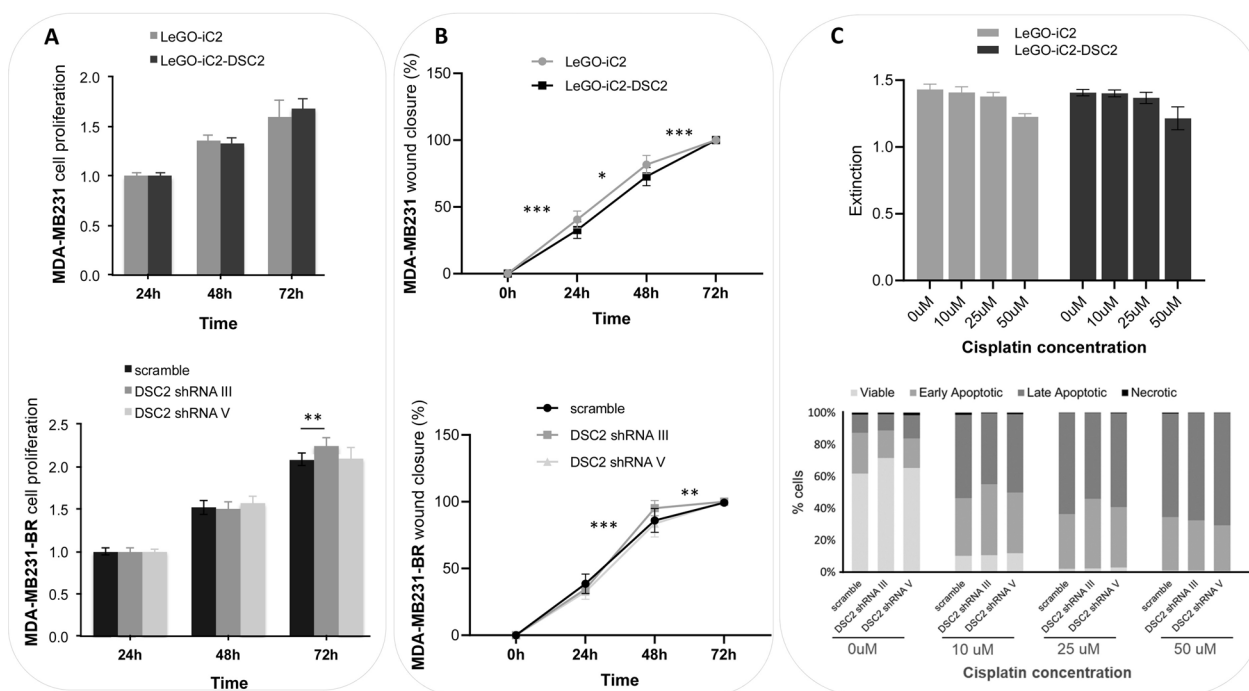 A
LeGO-iC2
LeGO-iC2-DSC2
MDA-MB231 cell proliferation
2.0
1.5
1.0
0.5
0.0
24h
48h
72h
Time
scramble
DSC2 shRNA III
DSC2 shRNA V
MDA-MB231-BR cell proliferation
2.5
2.0
1.5
1.0
0.5
0.0
**
24h
48h
72h
Time
B
LeGO-iC2
LeGO-iC2-DSC2
MDA-MB231 wound closure (%)
150
100
50
0
***
*
***
0h
24h
48h
72h
Time
scramble
DSC2 shRNA III
DSC2 shRNA V
MDA-MB231-BR wound closure (%)
150
100
50
0
***
**
0h
24h
48h
72h
Time
C
LeGO-iC2
LeGO-iC2-DSC2
Extinction
1.5
1.0
0.0
0uM
10uM
25uM
50uM
0uM
10uM
25uM
50uM
Cisplatin concentration
Viable
Early Apoptotic
Late Apoptotic
Necrotic
% cells
100%
80%
60%
40%
20%
0%
scramble
DSC2 shRNA III
DSC2 shRNA V
scramble
DSC2 shRNA III
DSC2 shRNA V
scramble
DSC2 shRNA III
DSC2 shRNA V
scramble
DSC2 shRNA III
DSC2 shRNA V
0uM
10 uM
25 uM
50 uM
Cisplatin concentration